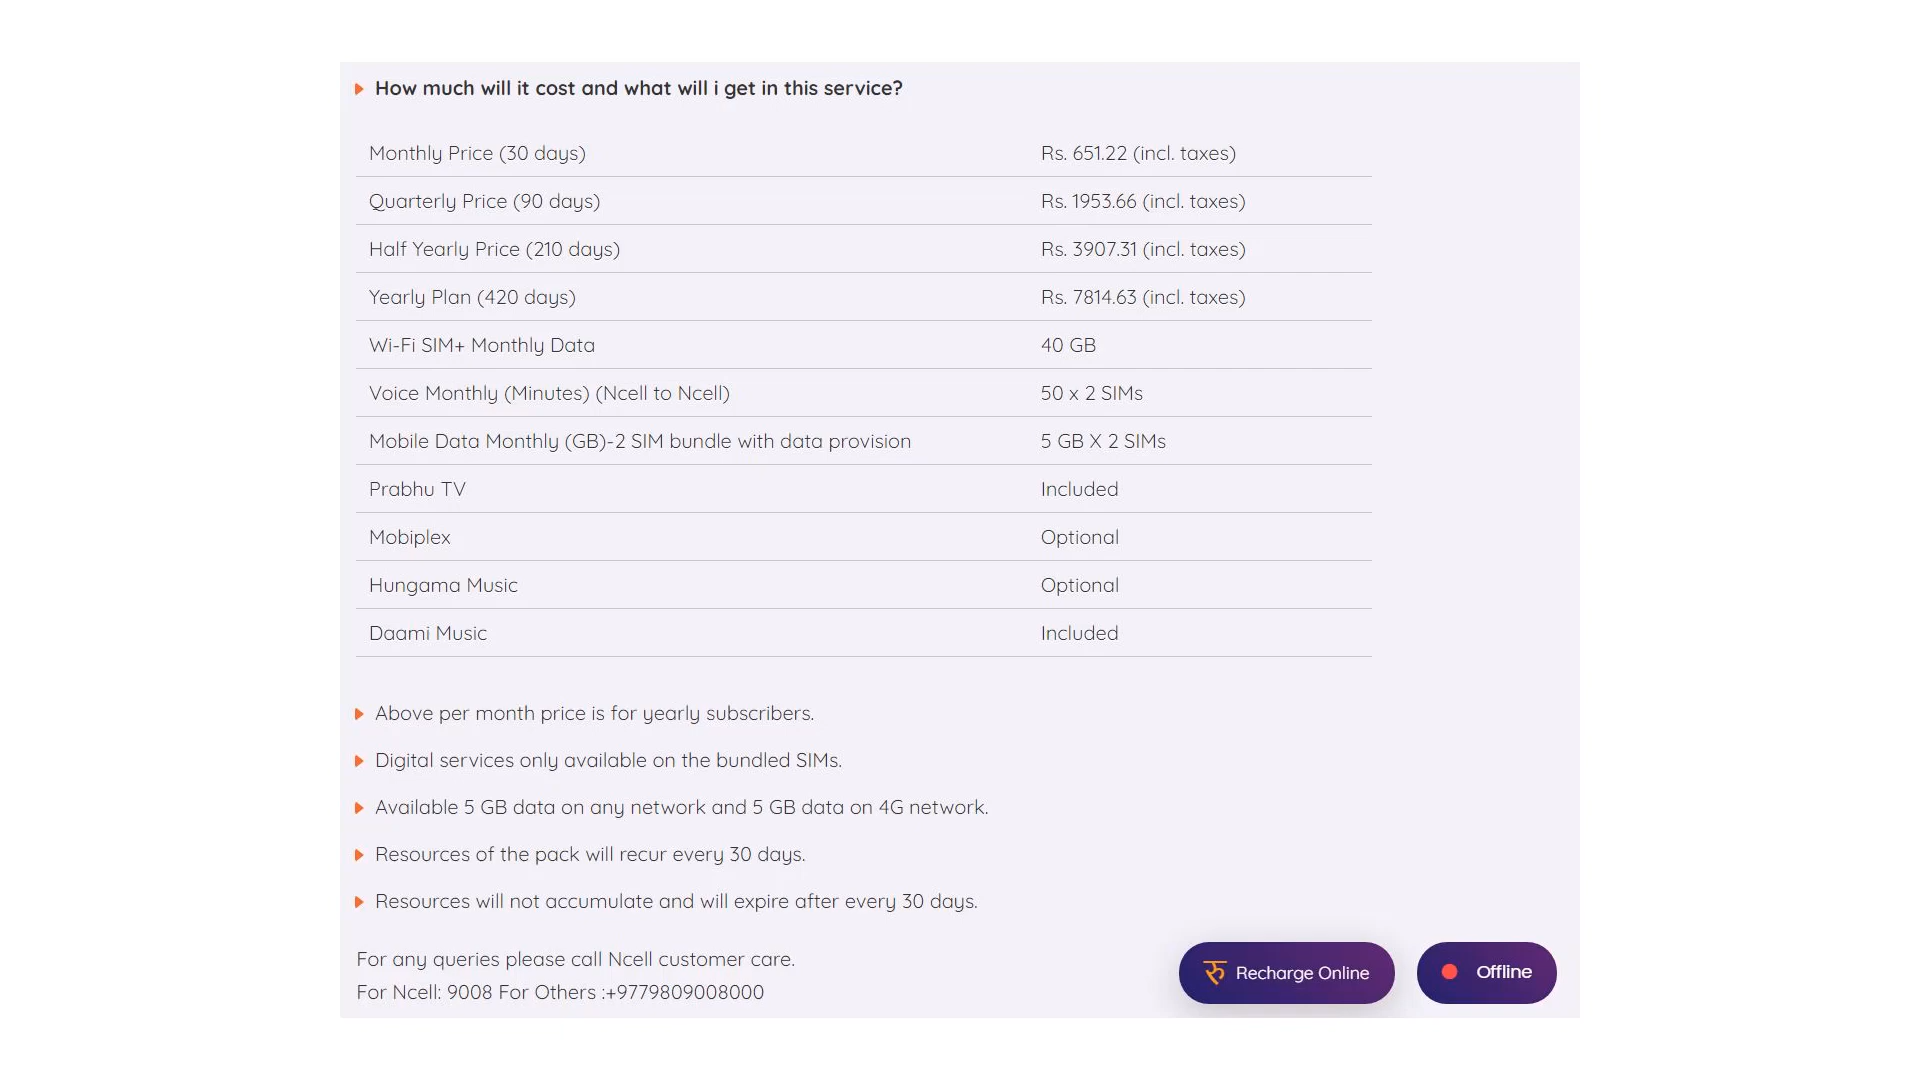 How much will it cost and what will i get in this service?
Monthly Price (30 days) Rs. 651.22 (incl. taxes)
Quarterly Price (90 days) Rs. 1953.66 (incl. taxes)
Half Yearly Price (210 days) Rs. 3907.31 (incl. taxes)
Yearly Plan (420 days) Rs. 7814.63 (incl. taxes)
Wi-Fi SIM+ Monthly Data 40 GB
Voice Monthly (Minutes) (Ncell to Ncell) 50 x 2 SIMs
Mobile Data Monthly (GB)-2 SIM bundle with data provision 5 GB X 2 SIMs
Prabhu TV Included
Mobiplex Optional
Hungama Music Optional
Daami Music Included
Above per month price is for yearly subscribers.
Digital services only available on the bundled SIMs.
Available 5 GB data on any network and 5 GB data on 4G network.
Resources of the pack will recur every 30 days.
Resources will not accumulate and will expire after every 30 days.
For any queries please call Ncell customer care.
For Ncell: 9008 For Others :+9779809008000
रु Recharge Online
Offline